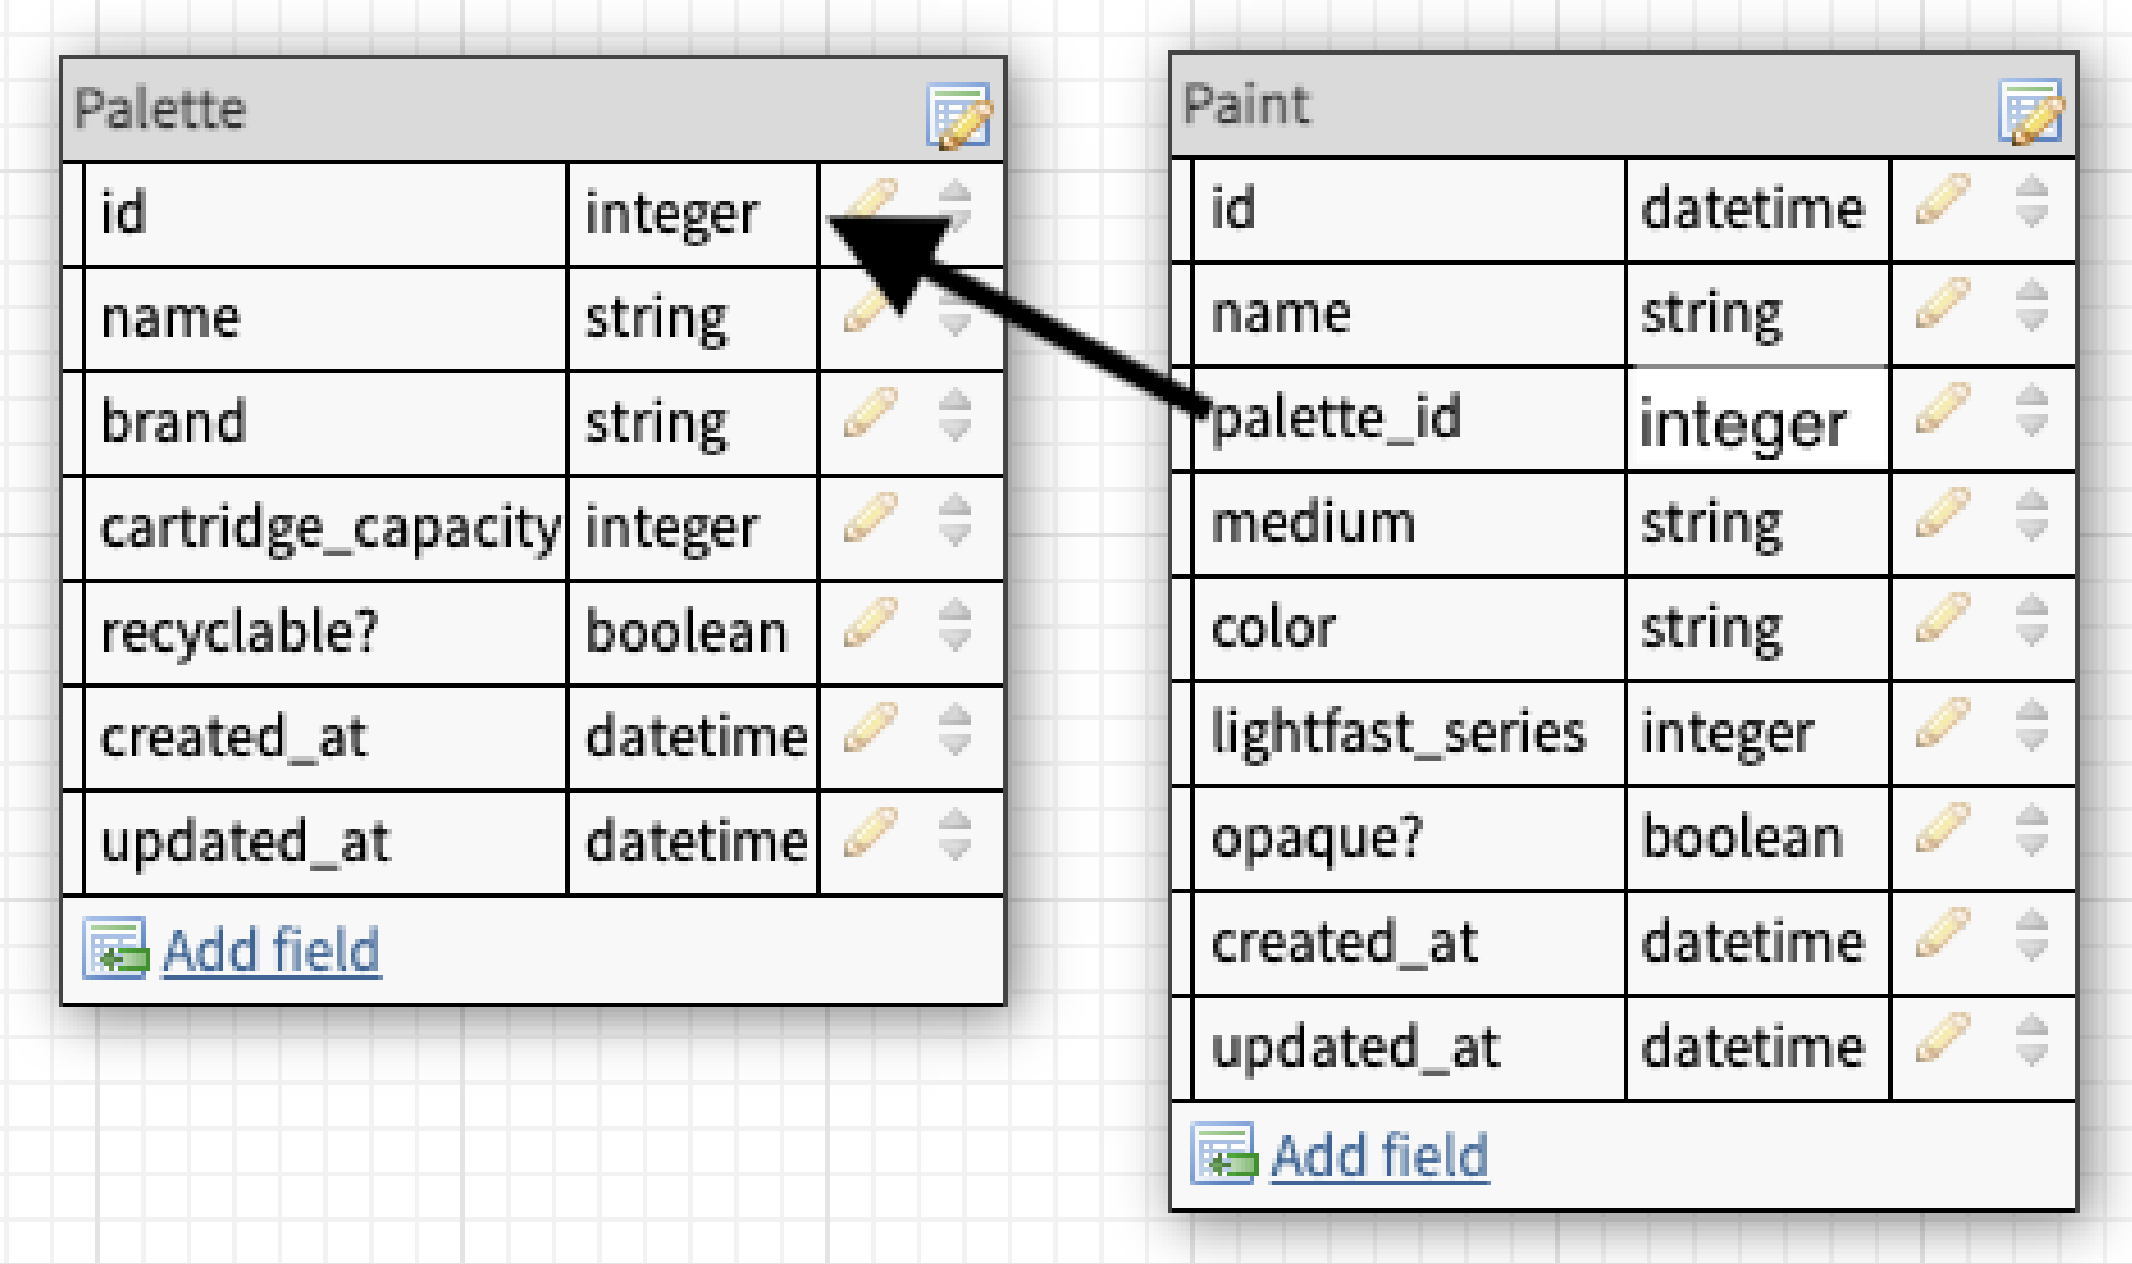 Palette
id integer
name string
brand string
cartridge_capacity integer
recyclable? boolean
created_at datetime
updated_at datetime
Add field
Paint
id datetime
name string
palette_id integer
medium string
color string
lightfast_series integer
opaque? boolean
created_at datetime
updated_at datetime
Add field